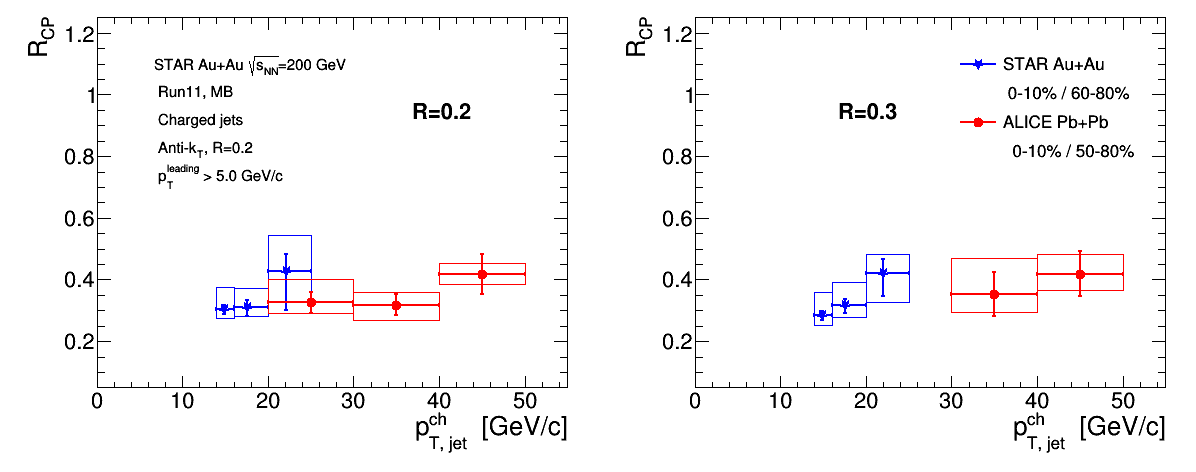 R_CP
1.2
1
0.8
0.6
0.4
0.2
STAR Au+Au √s_NN=200 GeV
Run11, MB
Charged jets
Anti-k_T, R=0.2
p_T^leading > 5.0 GeV/c
R=0.2
0 10 20 30 40 50
p_T, jet^ch [GeV/c]
R_CP
1.2
1
0.8
0.6
0.4
0.2
R=0.3
STAR Au+Au
0-10% / 60-80%
ALICE Pb+Pb
0-10% / 50-80%
0 10 20 30 40 50
p_T, jet^ch [GeV/c]